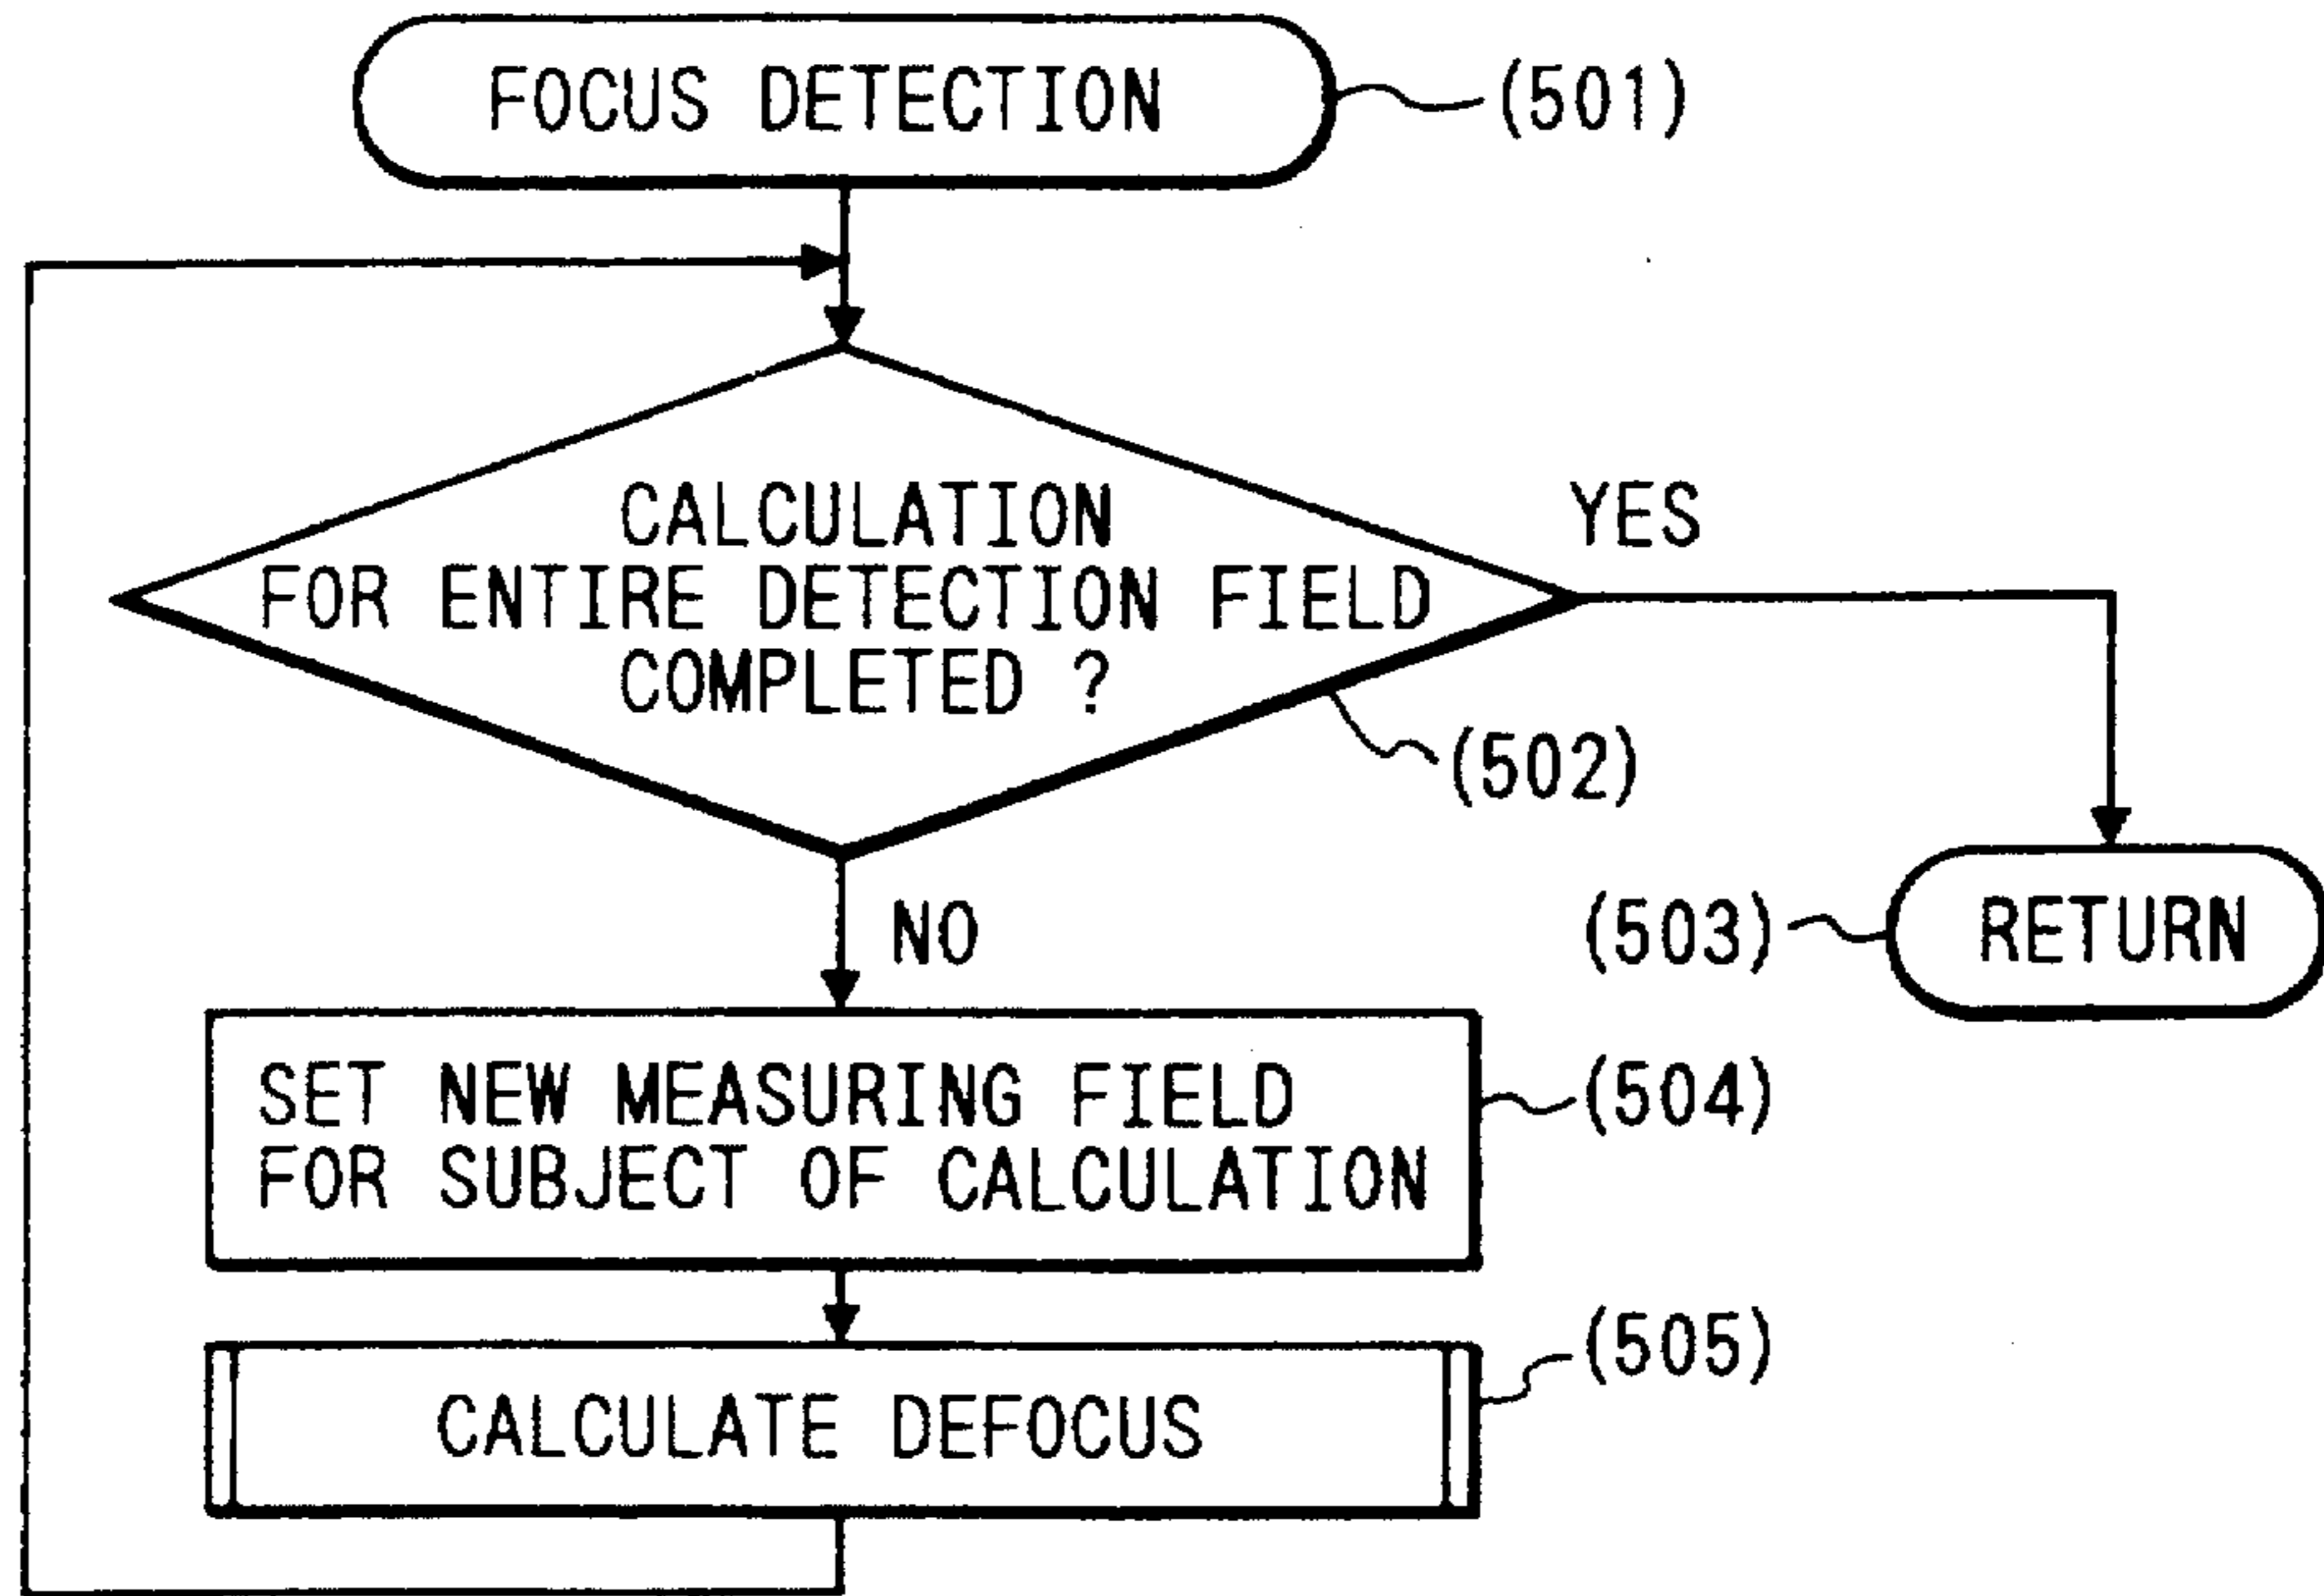 FOCUS DETECTION
(501)
CALCULATION
FOR ENTIRE DETECTION FIELD
COMPLETED ?
YES
(502)
NO
(503)
RETURN
SET NEW MEASURING FIELD
FOR SUBJECT OF CALCULATION
(504)
CALCULATE DEFOCUS
(505)